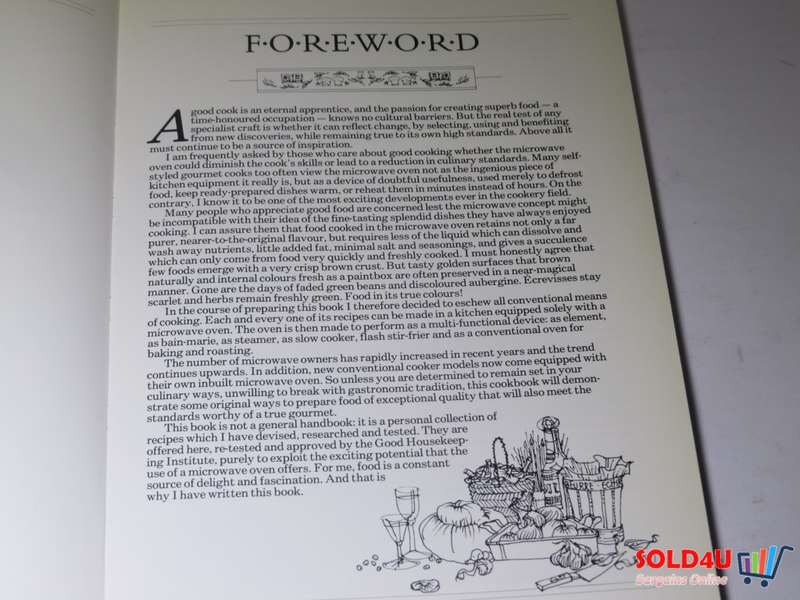 F·O·R·E·W·O·R·D
A good cook is an eternal apprentice, and the passion for creating superb food — a
time-honoured occupation — knows no cultural barriers. But the real test of any
specialist craft is whether it can reflect change, by selecting, using and benefiting
from new discoveries, while remaining true to its own high standards. Above all it
must continue to be a source of inspiration.
I am frequently asked by those who care about good cooking whether the microwave
oven could diminish the cook's skills or lead to a reduction in culinary standards. Many self-
styled gourmet cooks too often view the microwave oven not as the ingenious piece of
kitchen equipment it really is, but as a device of doubtful usefulness, used merely to defrost
food, keep ready-prepared dishes warm, or reheat them in minutes instead of hours. On the
contrary, I know it to be one of the most exciting developments ever in the cookery field.
Many people who appreciate good food are concerned lest the microwave concept might
be incompatible with their idea of the fine-tasting splendid dishes they have always enjoyed
cooking. I can assure them that food cooked in the microwave oven retains not only a far
purer, nearer-to-the-original flavour, but requires less of the liquid which can dissolve and
wash away nutrients, little added fat, minimal salt and seasonings, and gives a succulence
which can only come from food very quickly and freshly cooked. I must honestly agree that
few foods emerge with a very crisp brown crust. But tasty golden surfaces that brown
naturally and internal colours fresh as a paintbox are often preserved in a near-magical
manner. Gone are the days of faded green beans and discoloured aubergine. Écrevisses stay
scarlet and herbs remain freshly green. Food in its true colours!
In the course of preparing this book I therefore decided to eschew all conventional means
of cooking. Each and every one of its recipes can be made in a kitchen equipped solely with a
microwave oven. The oven is then made to perform as a multi-functional device: as element,
as bain-marie, as steamer, as slow cooker, flash stir-frier and as a conventional oven for
baking and roasting.
The number of microwave owners has rapidly increased in recent years and the trend
continues upwards. In addition, new conventional cooker models now come equipped with
their own inbuilt microwave oven. So unless you are determined to remain set in your
culinary ways, unwilling to break with gastronomic tradition, this cookbook will demon-
strate some original ways to prepare food of exceptional quality that will also meet the
standards worthy of a true gourmet.
This book is not a general handbook: it is a personal collection of
recipes which I have devised, researched and tested. They are
offered here, re-tested and approved by the Good Housekeep-
ing Institute, purely to exploit the exciting potential that the
use of a microwave oven offers. For me, food is a constant
source of delight and fascination. And that is
why I have written this book.
BEURRE
SOLD4U
Bargains Online